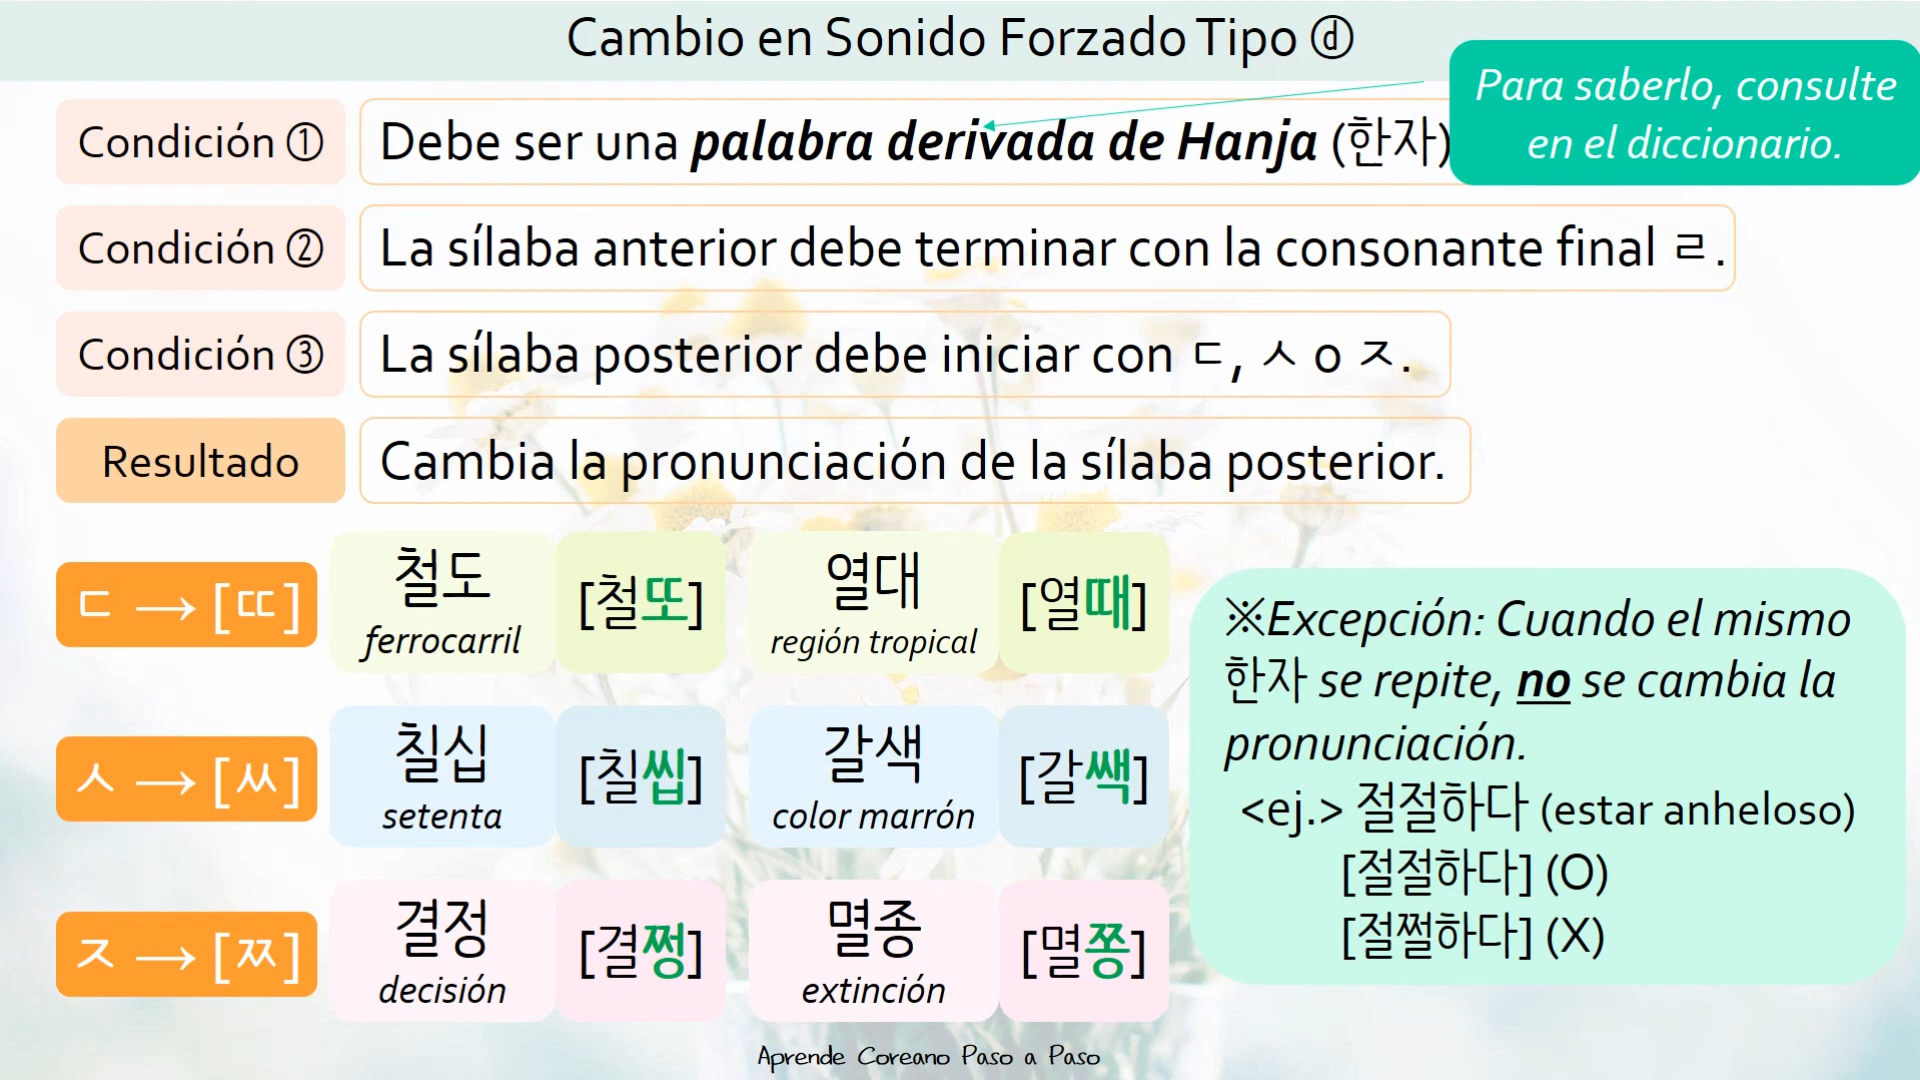 Cambio en Sonido Forzado Tipo ⓓ
Para saberlo, consulte
en el diccionario.
Condición ①
Debe ser una palabra derivada de Hanja (한자)
Condición ②
La sílaba anterior debe terminar con la consonante final ㄹ.
Condición ③
La sílaba posterior debe iniciar con ㄷ, ㅅ o ㅈ.
Resultado
Cambia la pronunciación de la sílaba posterior.
ㄷ → [ㄸ]
철도
ferrocarril
[철또]
열대
región tropical
[열때]
ㅅ → [ㅆ]
칠십
setenta
[칠씹]
갈색
color marrón
[갈쌕]
ㅈ → [ㅉ]
결정
decisión
[결쩡]
멸종
extinción
[멸쫑]
※Excepción: Cuando el mismo
한자 se repite, no se cambia la
pronunciación.
<ej.> 절절하다 (estar anheloso)
[절절하다] (O)
[절쩔하다] (X)
Aprende Coreano Paso a Paso